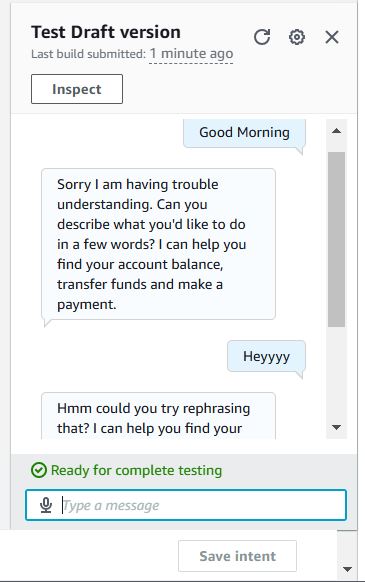 Test Draft version
Last build submitted: 1 minute ago
Inspect
Good Morning
Sorry I am having trouble
understanding. Can you
describe what you'd like to do
in a few words? I can help you
find your account balance,
transfer funds and make a
payment.
Heyyyy
Hmm could you try rephrasing
that? I can help you find your
Ready for complete testing
Type a message
Save intent